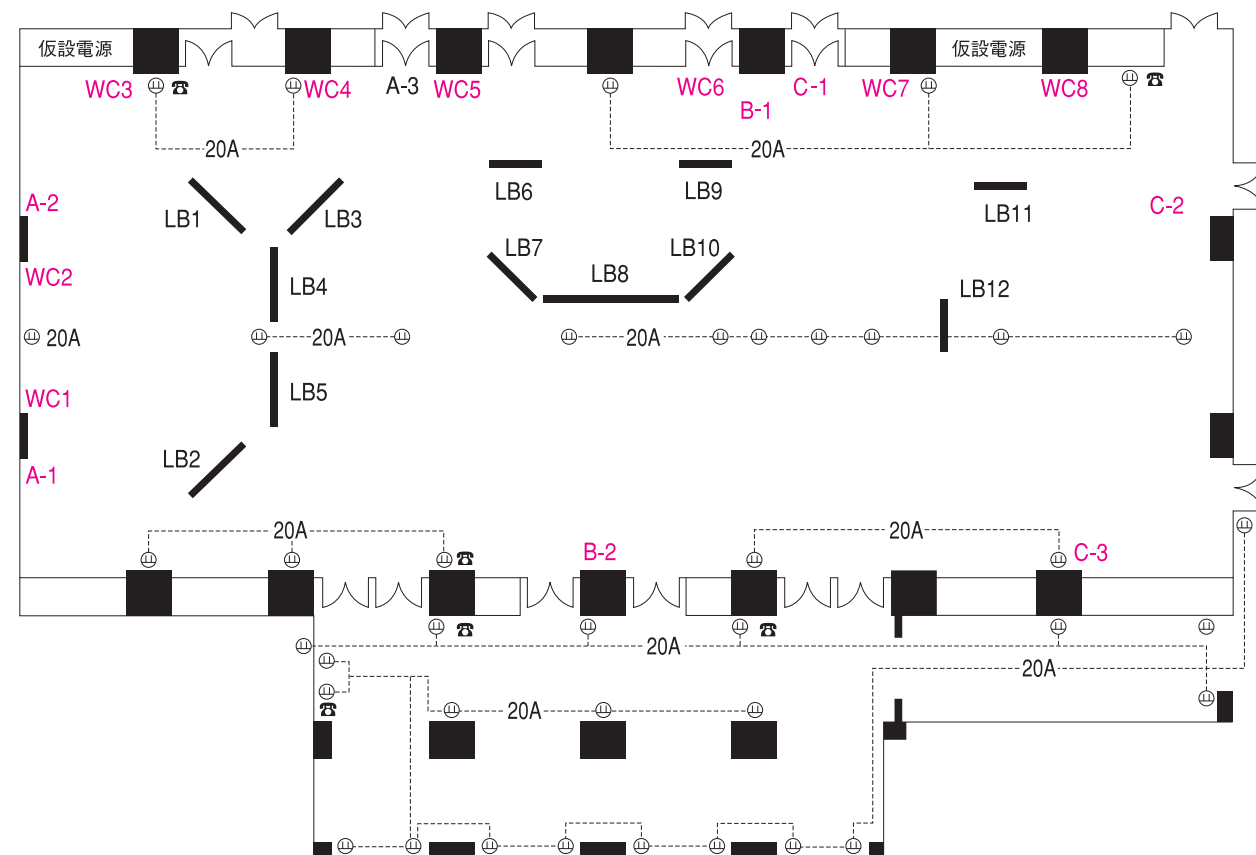 仮設電源
仮設電源
WC3
WC4
A-3
WC5
WC6
B-1
C-1
WC7
WC8
20A
20A
LB6
LB9
LB11
A-2
LB1
LB3
C-2
WC2
LB4
LB7
LB8
LB10
LB12
20A
20A
20A
WC1
LB5
A-1
LB2
20A
B-2
20A
C-3
20A
20A
20A